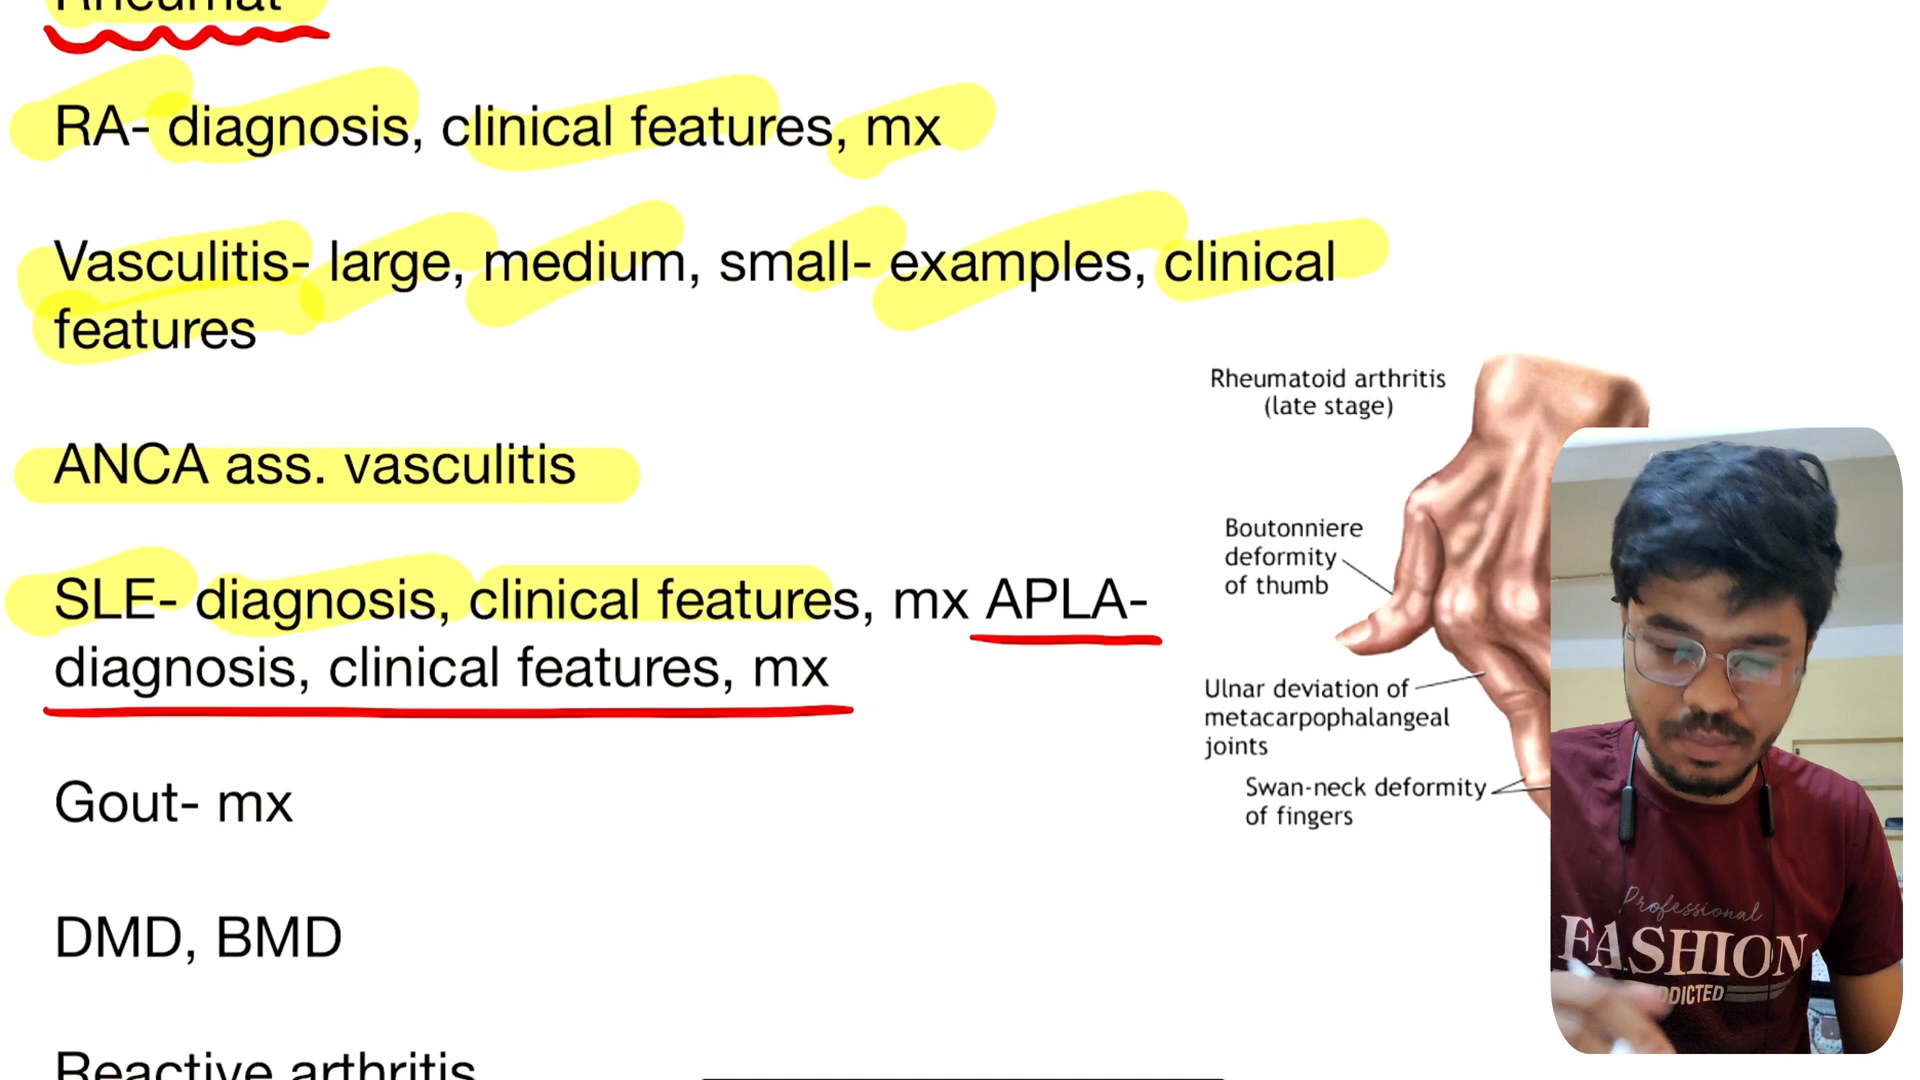 Rheumat
RA- diagnosis, clinical features, mx
Vasculitis- large, medium, small- examples, clinical
features
ANCA ass. vasculitis
SLE- diagnosis, clinical features, mx APLA-
diagnosis, clinical features, mx
Gout- mx
DMD, BMD
Reactive arthritis
Rheumatoid arthritis
(late stage)
Boutonniere
deformity
of thumb
Ulnar deviation of
metacarpophalangeal
joints
Swan-neck deformity
of fingers
Professional
FASHION